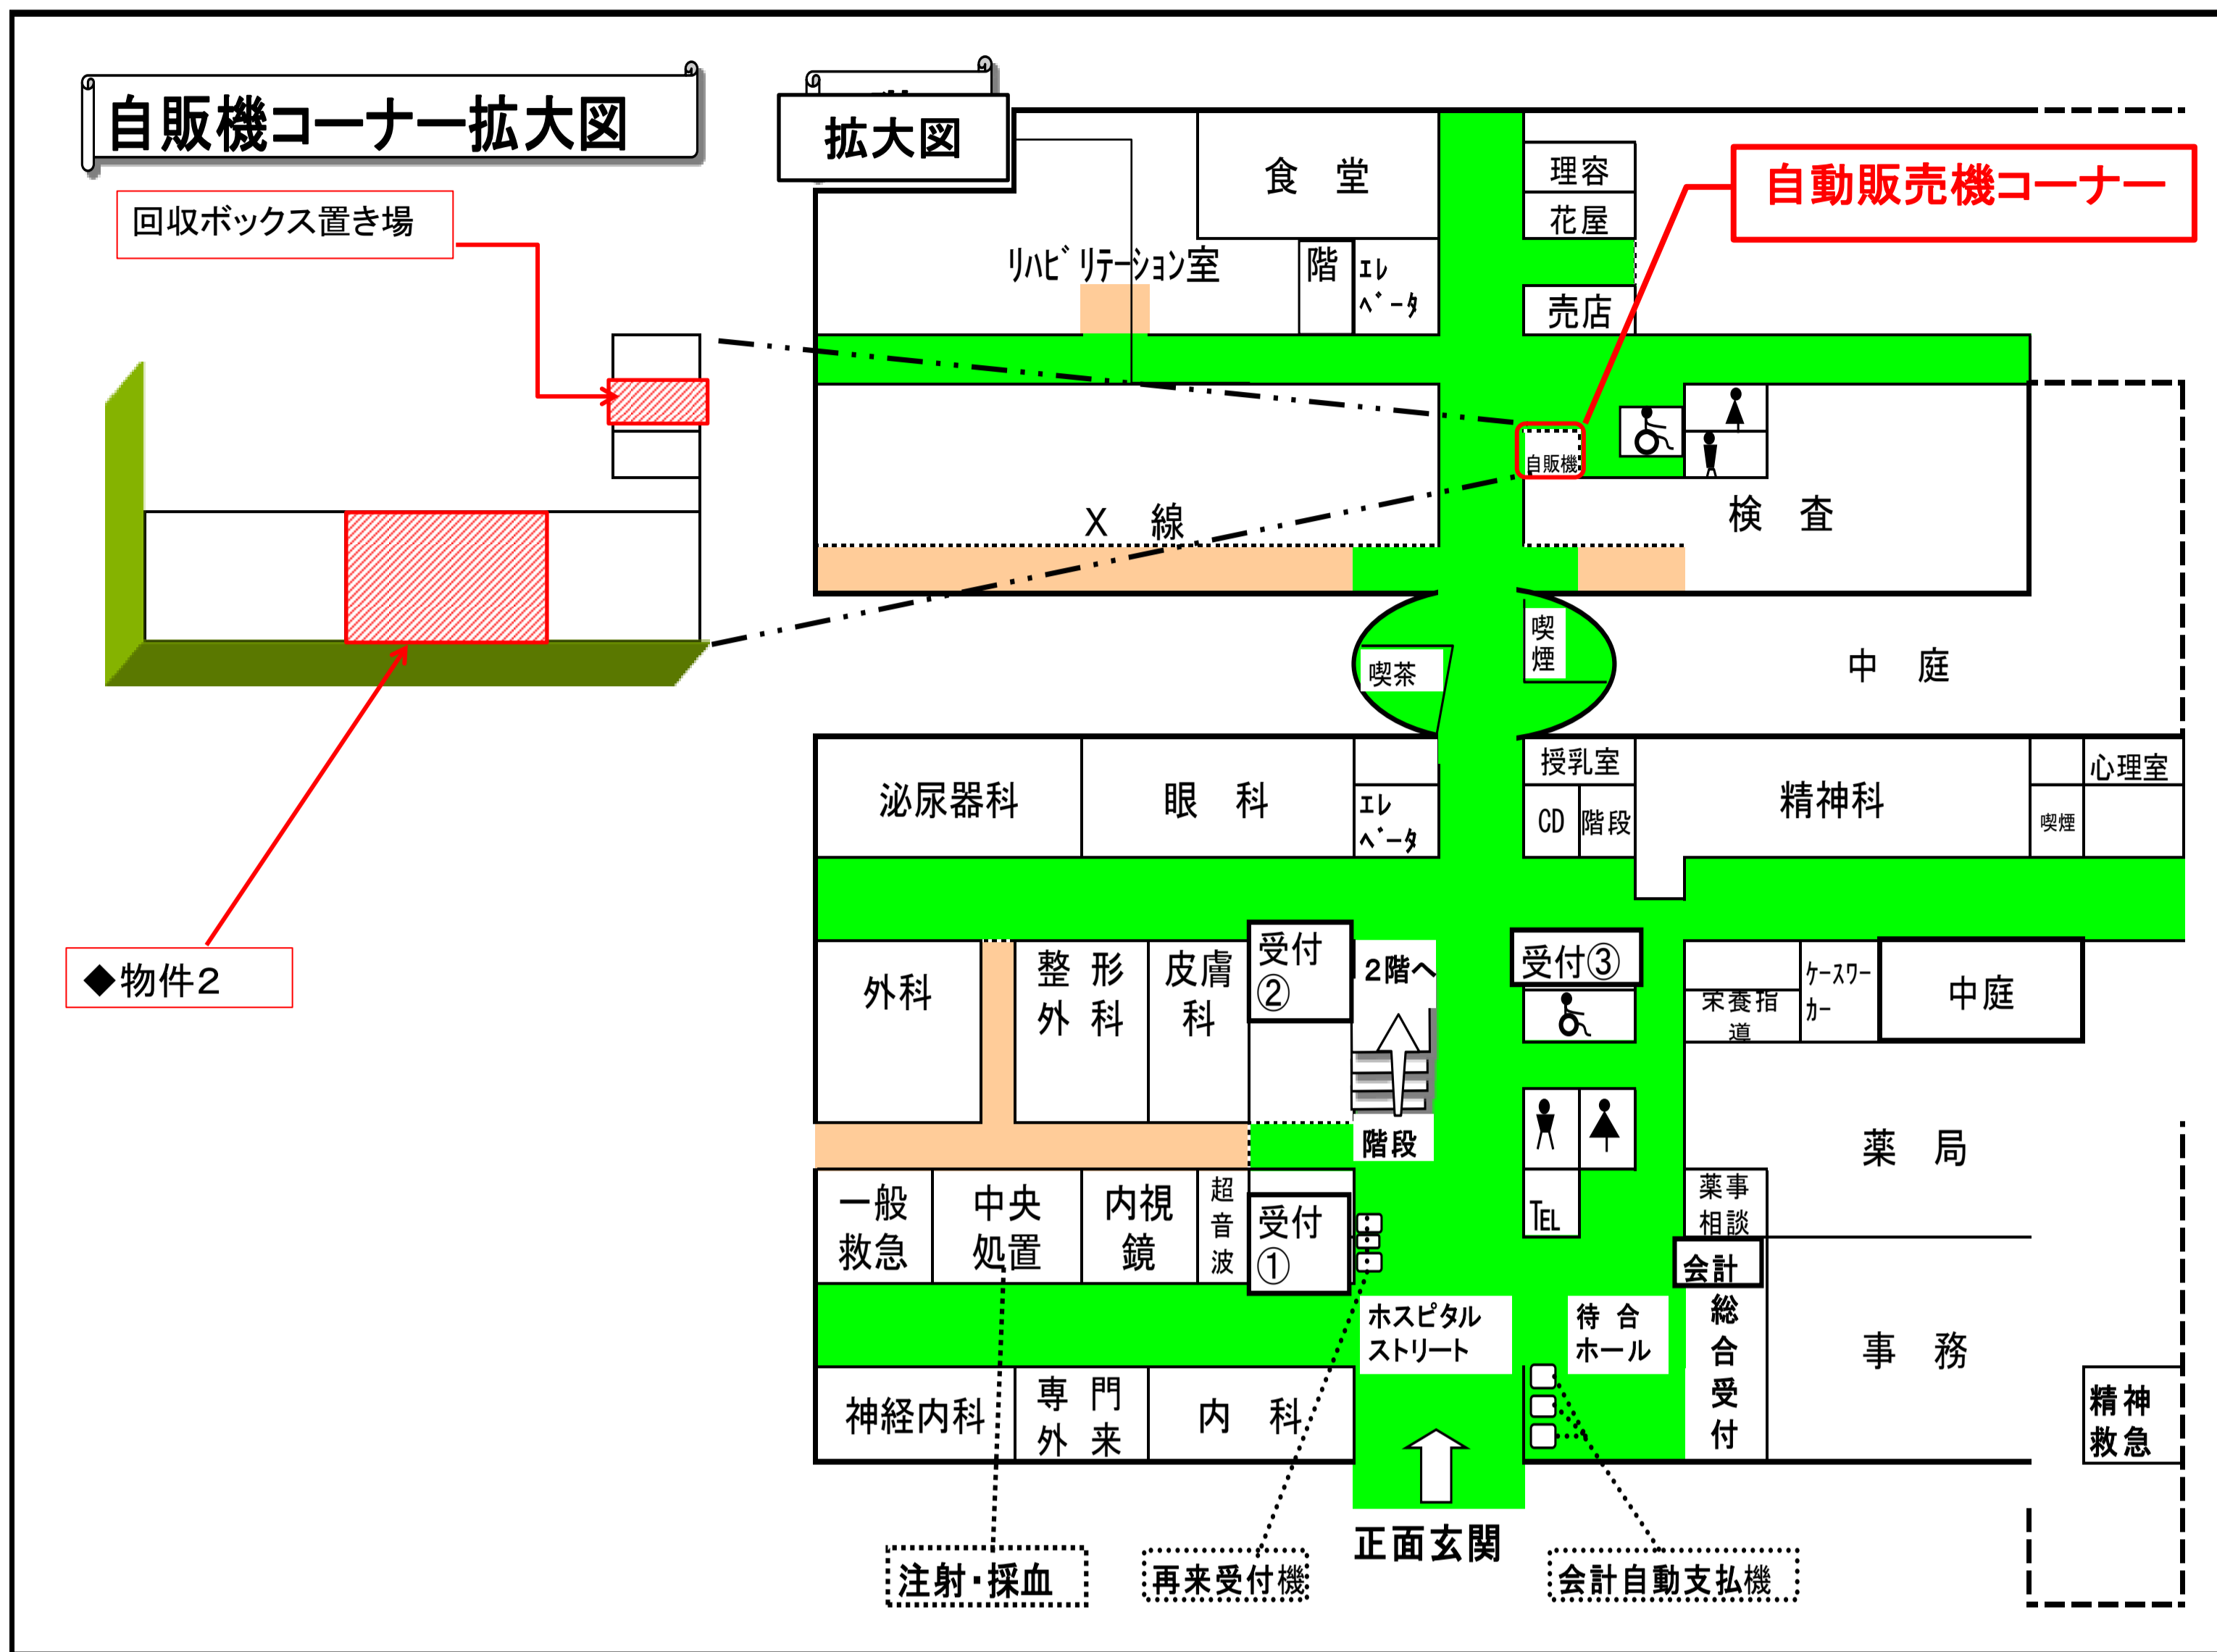 自販機コーナー拡大図
拡大図
回収ボックス置き場
◆物件2
自動販売機コーナー
食 堂
理容
花屋
リハビリテーション室
階
エレ
ベータ
売店
自販機
X 線
検 査
喫
煙
喫茶
中 庭
泌尿器科
眼 科
エレ
ベータ
授乳室
CD
階段
精神科
喫煙
心理室
外科
整 形
外 科
皮膚
科
受付
②
2階へ
階段
受付③
栄養指
道
ケースワー
カー
中庭
薬 局
一般
救急
中央
処置
内視
鏡
超
音
波
受付
①
TEL
薬事
相談
会計
総
合
受
付
ホスピタル
ストリート
待 合
ホール
事 務
神経内科
専 門
外 来
内 科
精神
救急
正面玄関
注射・採血
再来受付機
会計自動支払機